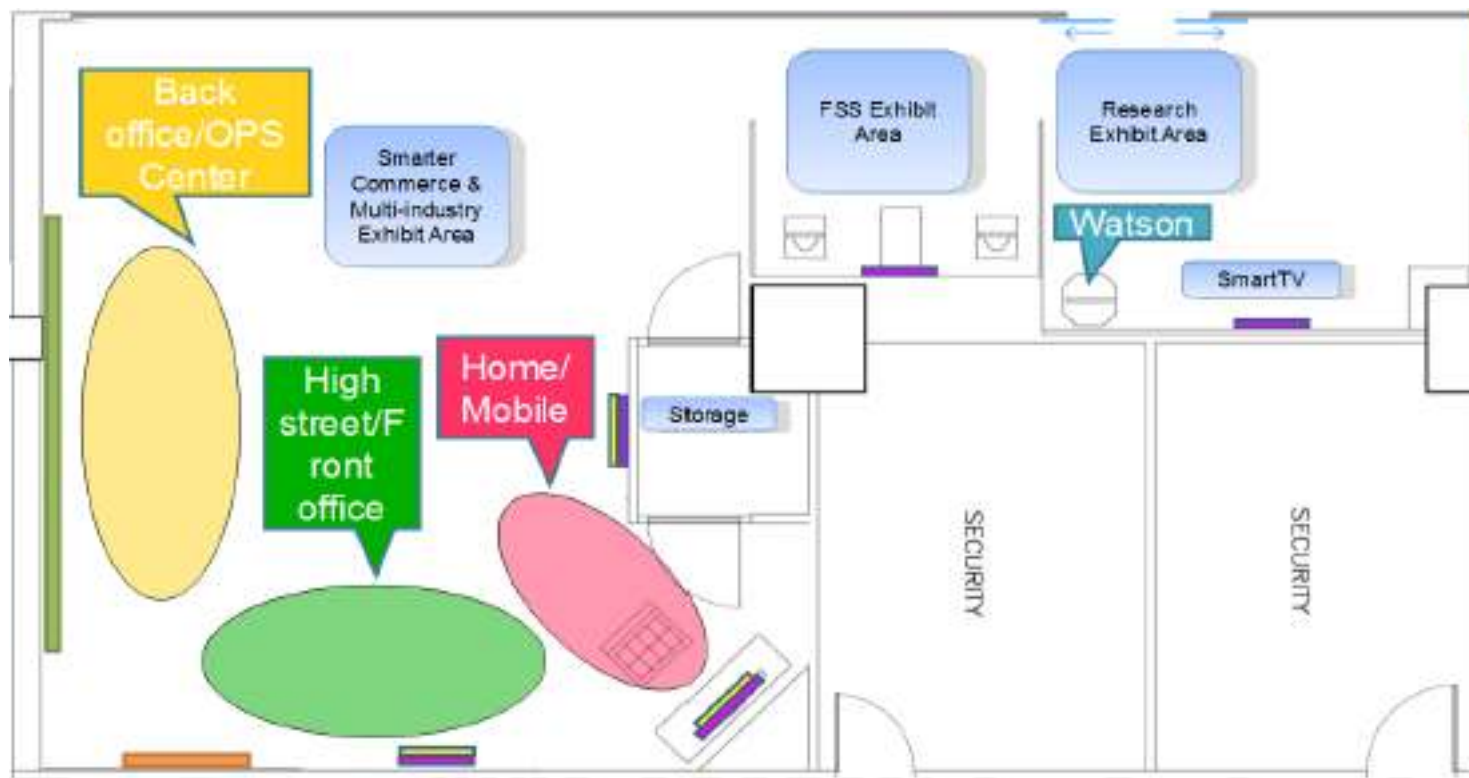 Back
office/OPS
Center
Smarter
Commerce &
Multi-industry
Exhibit Area
FSS Exhibit
Area
Research
Exhibit Area
Watson
SmartTV
High
street/F
ront
office
Home/
Mobile
Storage
SECURITY
SECURITY